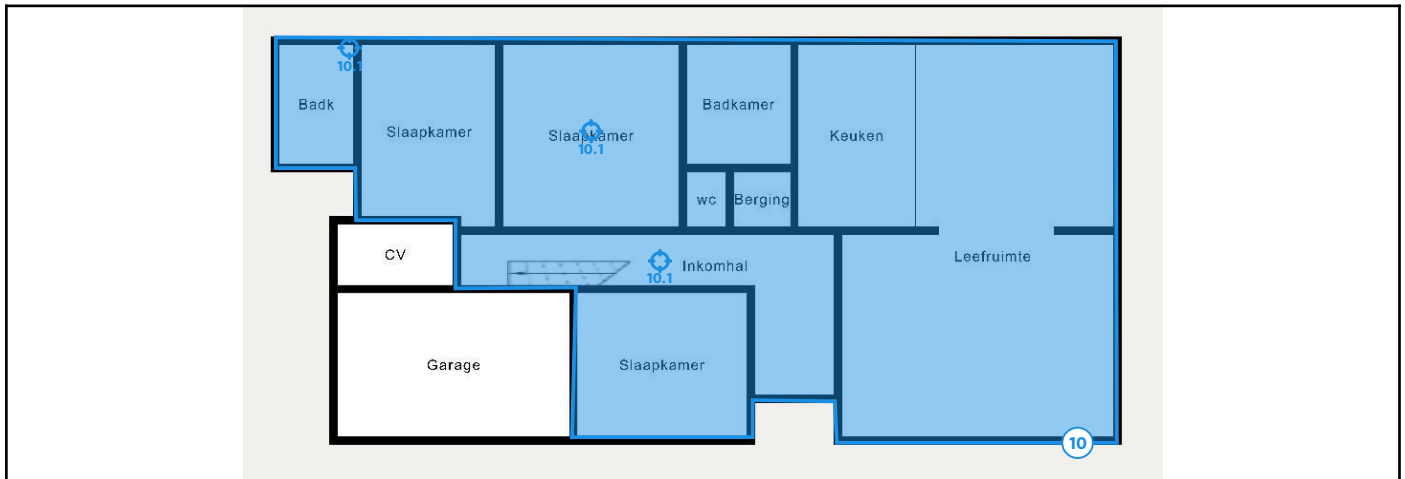 10.1
Badk
Slaapkamer
Slaapkamer
10.1
Badkamer
Keuken
wc
Berging
CV
10.1
Inkomhal
Leefruimte
Garage
Slaapkamer
10